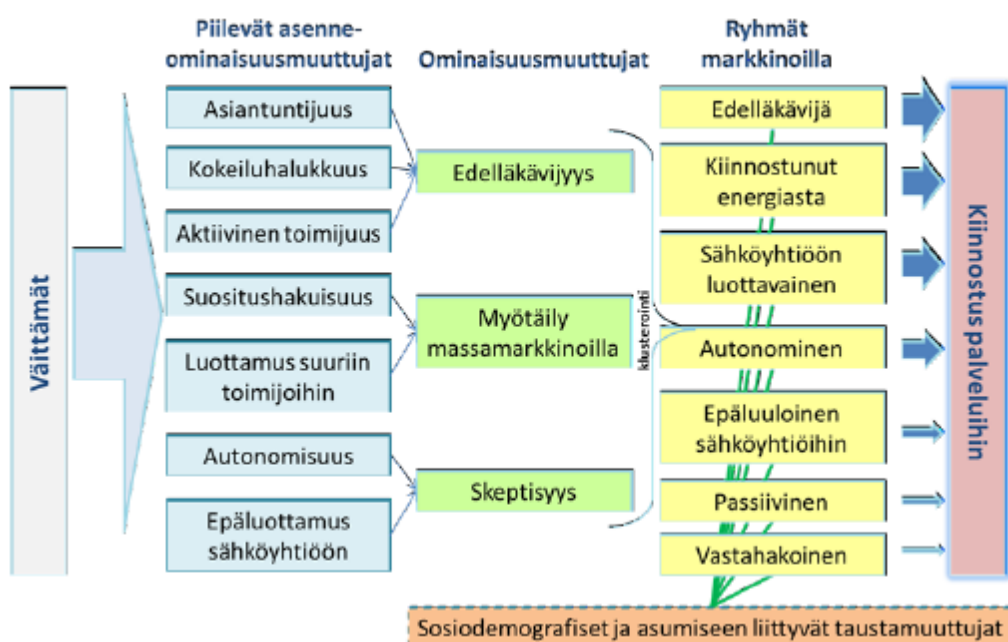 Piilevät asenne-
ominaisuusmuuttujat
Ominaisuusmuuttujat
Ryhmät
markkinoilla
Väittämät
Asiantuntijuus
Kokeiluhalukkuus
Aktiivinen toimijuus
Suositushakuisuus
Luottamus suuriin
toimijoihin
Autonomisuus
Epäluottamus
sähköyhtiöön
Edelläkävijyys
Myötäily
massamarkkinoilla
Skeptisyys
klusterointi
Edelläkävijä
Kiinnostunut
energiasta
Sähköyhtiöön
luottavainen
Autonominen
Epäluuloinen
sähköyhtiöihin
Passiivinen
Vastahakoinen
Kiinnostus palveluihin
Sosiodemografiset ja asumiseen liittyvät taustamuuttujat